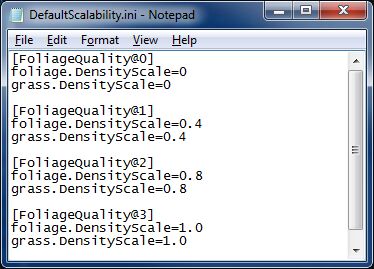 DefaultScalability.ini - Notepad
File Edit Format View Help
[FoliageQuality@0]
foliage.DensityScale=0
grass.DensityScale=0
[FoliageQuality@1]
foliage.DensityScale=0.4
grass.DensityScale=0.4
[FoliageQuality@2]
foliage.DensityScale=0.8
grass.DensityScale=0.8
[FoliageQuality@3]
foliage.DensityScale=1.0
grass.DensityScale=1.0